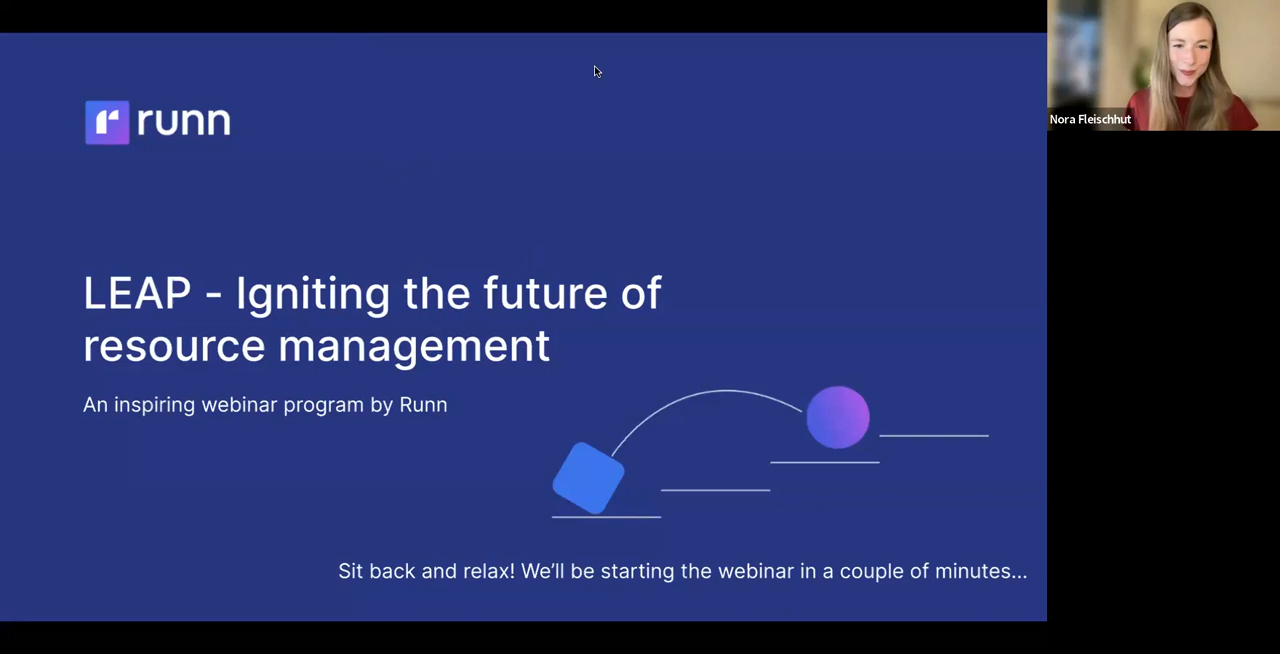 runn
Nora Fleischhut
LEAP - Igniting the future of
resource management
An inspiring webinar program by Runn
Sit back and relax! We’ll be starting the webinar in a couple of minutes...